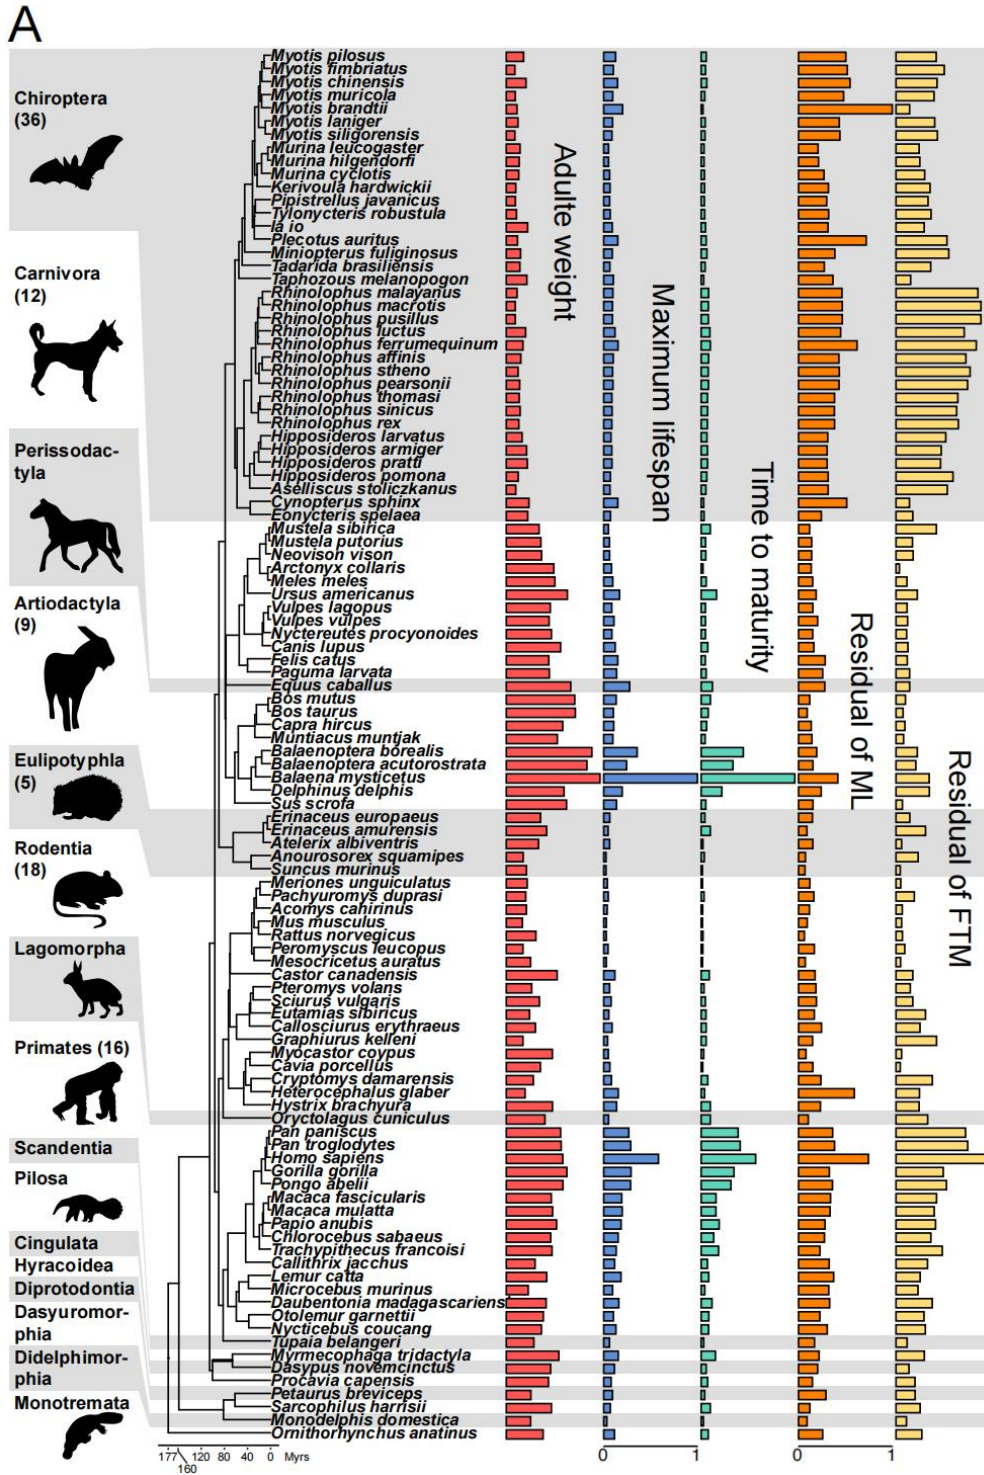 A
Chiroptera
(36)
Carnivora
(12)
Perissodac-
tyla
Artiodactyla
(9)
Eulipotyphla
(5)
Rodentia
(18)
Lagomorpha
Primates (16)
Scandentia
Pilosa
Cingulata
Hyracoidea
Diprotodontia
Dasyuromor-
phia
Didelphimor-
phia
Monotremata
Myotis pilosus
Myotis fimbriatus
Myotis chinensis
Myotis muricola
Myotis brandtii
Myotis laniger
Myotis siligorensis
Murina leucogaster
Murina hilgendorfi
Murina cyclotis
Kerivoula hardwickii
Pipistrellus javanicus
Tylonycteris robustula
Ia io
Plecotus auritus
Miniopterus fuliginosus
Tadarida brasiliensis
Taphozous melanopogon
Rhinolophus malayanus
Rhinolophus macrotis
Rhinolophus pusillus
Rhinolophus luctus
Rhinolophus ferrumequinum
Rhinolophus affinis
Rhinolophus stheno
Rhinolophus pearsonii
Rhinolophus thomasi
Rhinolophus sinicus
Rhinolophus rex
Hipposideros larvatus
Hipposideros armiger
Hipposideros pratti
Hipposideros pomona
Aselliscus stoliczkanus
Cynopterus sphinx
Eonycteris spelaea
Mustela sibirica
Mustela putorius
Neovison vison
Arctonyx collaris
Meles meles
Ursus americanus
Vulpes lagopus
Vulpes vulpes
Nyctereutes procyonoides
Canis lupus
Felis catus
Paguma larvata
Equus caballus
Bos mutus
Bos taurus
Capra hircus
Muntiacus muntjak
Balaenoptera borealis
Balaenoptera acutorostrata
Balaena mysticetus
Delphinus delphis
Sus scrofa
Erinaceus europaeus
Erinaceus amurensis
Atelerix albiventris
Anourosorex squamipes
Suncus murinus
Meriones unguiculatus
Pachyuromys duprasi
Acomys cahirinus
Mus musculus
Rattus norvegicus
Peromyscus leucopus
Mesocricetus auratus
Castor canadensis
Pteromys volans
Sciurus vulgaris
Eutamias sibiricus
Callosciurus erythraeus
Graphiurus kelleni
Myocastor coypus
Cavia porcellus
Cryptomys damarensis
Heterocephalus glaber
Hystrix brachyura
Oryctolagus cuniculus
Pan paniscus
Pan troglodytes
Homo sapiens
Gorilla gorilla
Pongo abelii
Macaca fascicularis
Macaca mulatta
Papio anubis
Chlorocebus sabaeus
Trachypithecus francoisi
Callithrix jacchus
Lemur catta
Microcebus murinus
Daubentonia madagascariens
Otolemur garnettii
Nycticebus coucang
Tupaia belangeri
Myrmecophaga tridactyla
Dasypus novemcinctus
Procavia capensis
Petaurus breviceps
Sarcophilus harrisii
Monodelphis domestica
Ornithorhynchus anatinus
Adulte weight
Maximum lifespan
Time to maturity
Residual of ML
Residual of FTM
177 120 80 40 0 Myrs
160
0 1
0 1